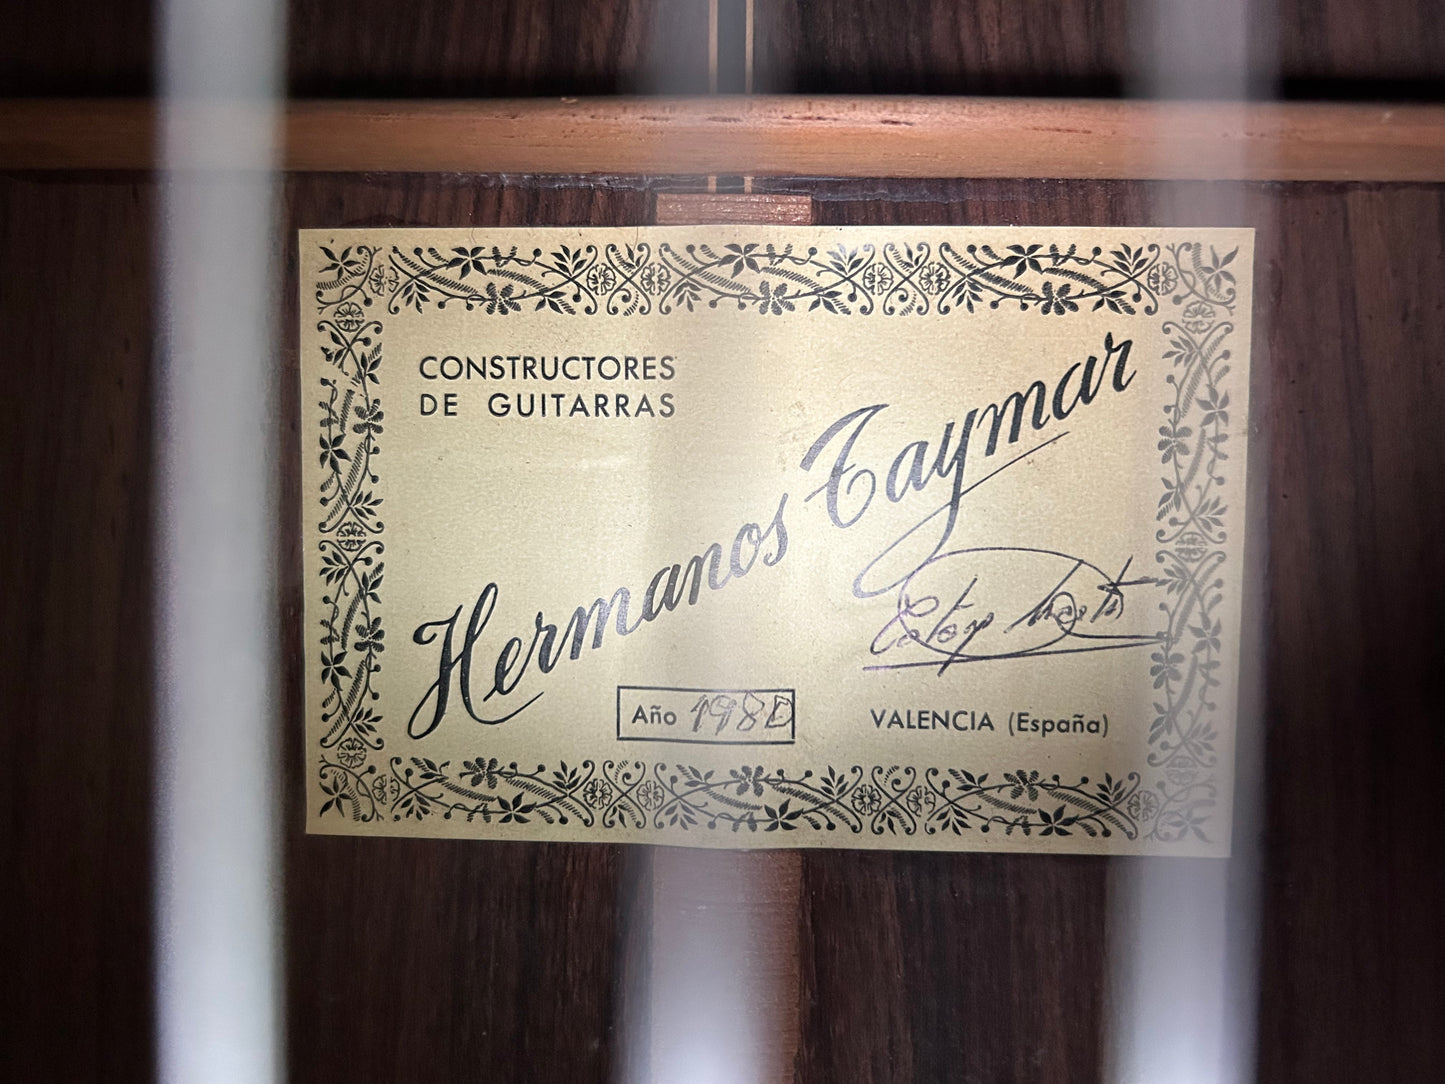 CONSTRUCTORES
DE GUITARRAS
Hermanos Taymar
Año 1980
VALENCIA (España)